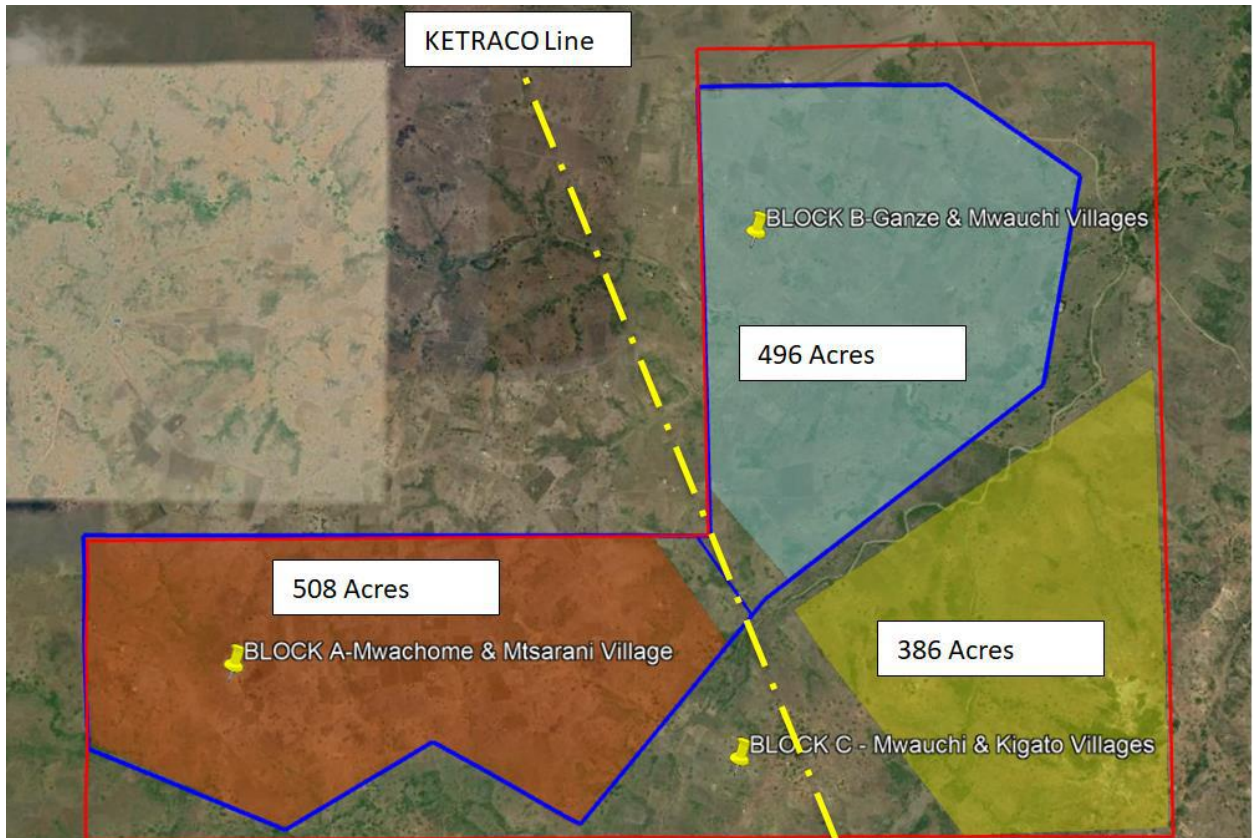 KETRACO Line
BLOCK B-Ganze & Mwauchi Villages
496 Acres
508 Acres
BLOCK A-Mwachome & Mtsarani Village
386 Acres
BLOCK C - Mwauchi & Kigato Villages